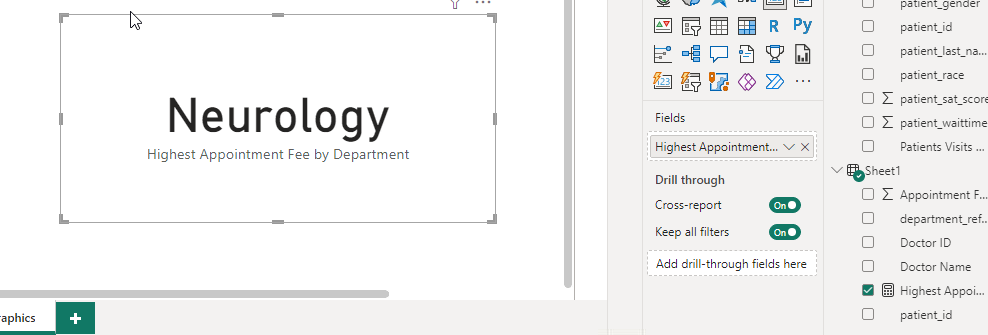 Neurology
Highest Appointment Fee by Department
aphics
+
R
Py
123
...
Fields
Highest Appointment...
Drill through
Cross-report
On
Keep all filters
On
Add drill-through fields here
patient_gender
patient_id
patient_last_na...
patient_race
∑ patient_sat_score
∑ patient_waittime
Patients Visits ...
Sheet1
∑ Appointment F...
department_ref...
Doctor ID
Doctor Name
Highest Appoi...
patient_id